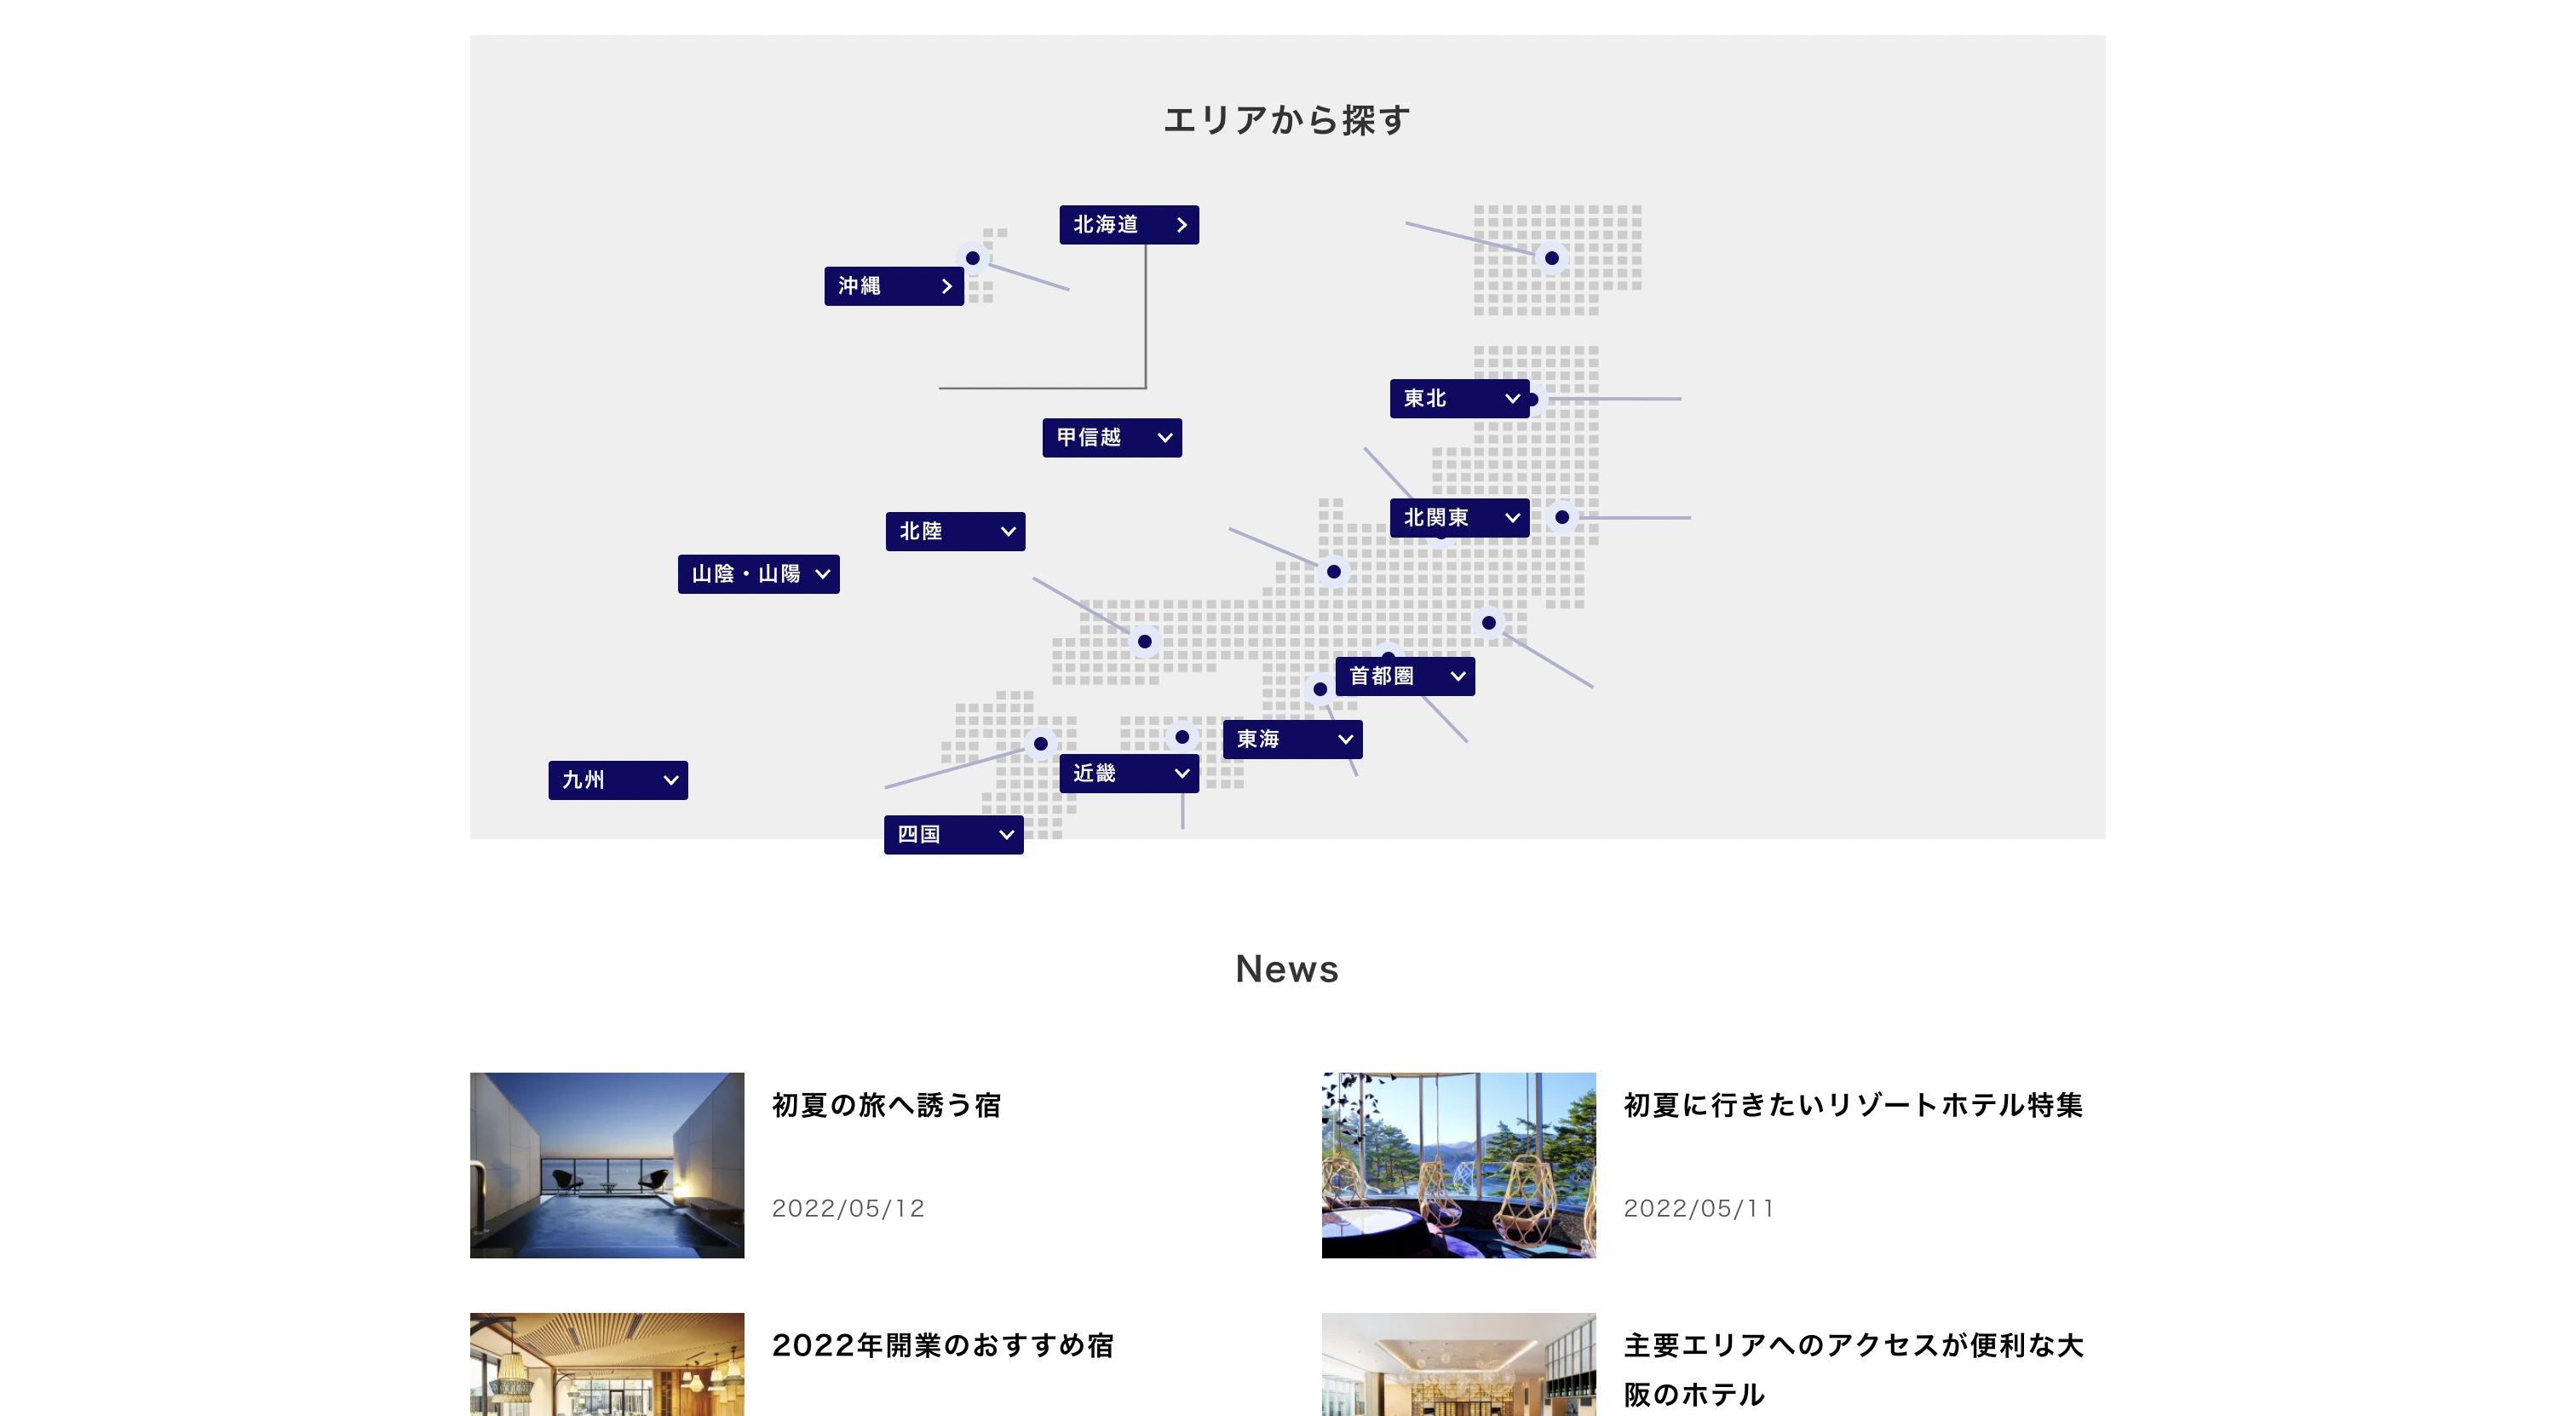 エリアから探す
北海道
沖縄
東北
甲信越
北関東
北陸
山陰・山陽
首都圏
東海
近畿
九州
四国
News
初夏の旅へ誘う宿
2022/05/12
初夏に行きたいリゾートホテル特集
2022/05/11
2022年開業のおすすめ宿
主要エリアへのアクセスが便利な大
阪のホテル